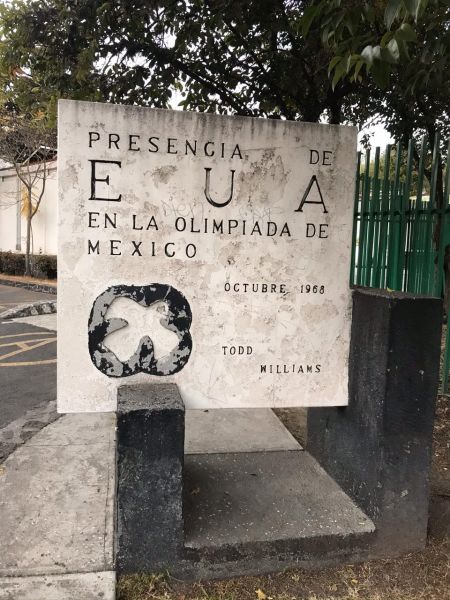 PRESENCIA DE
E U A
EN LA OLIMPIADA DE
MEXICO
OCTUBRE 1968
TODD
WILLIAMS